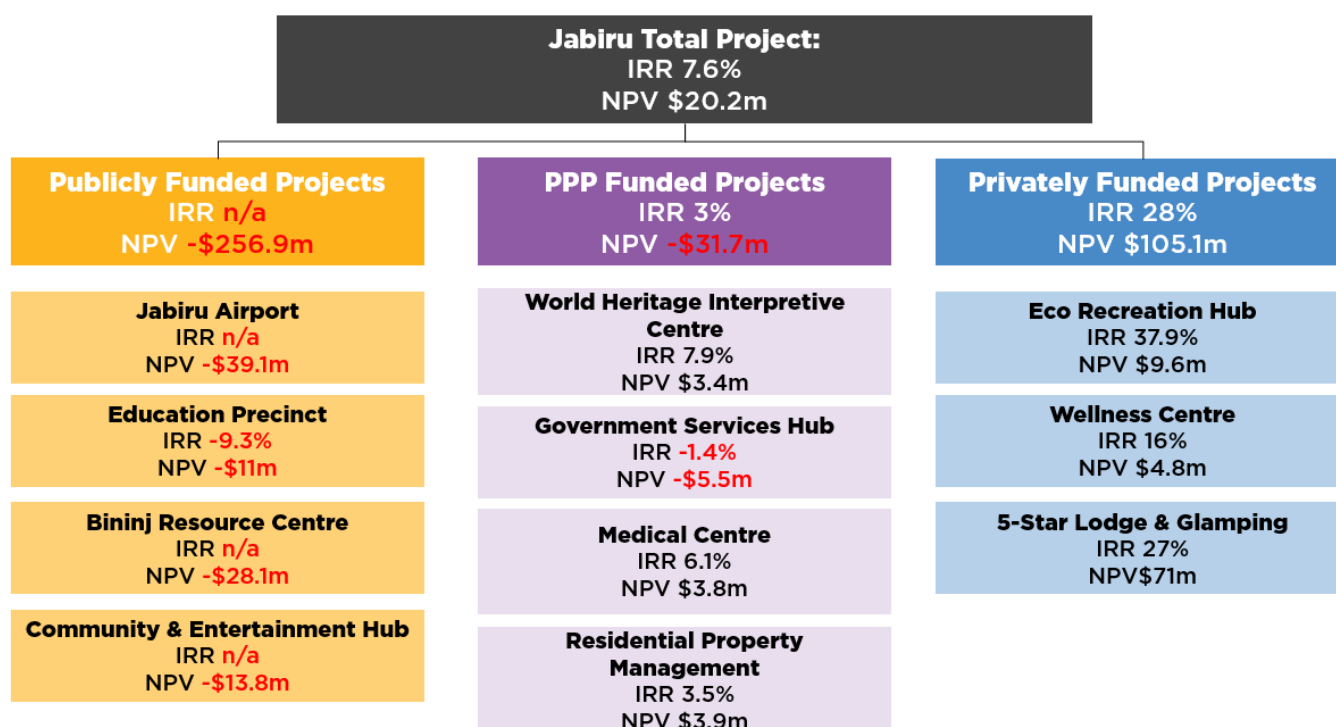 Jabiru Total Project:
IRR 7.6%
NPV $20.2m
Publicly Funded Projects
IRR n/a
NPV -$256.9m
Jabiru Airport
IRR n/a
NPV -$39.1m
Education Precinct
IRR -9.3%
NPV -$11m
Bininj Resource Centre
IRR n/a
NPV -$28.1m
Community & Entertainment Hub
IRR n/a
NPV -$13.8m
PPP Funded Projects
IRR 3%
NPV -$31.7m
World Heritage Interpretive
Centre
IRR 7.9%
NPV $3.4m
Government Services Hub
IRR -1.4%
NPV -$5.5m
Medical Centre
IRR 6.1%
NPV $3.8m
Residential Property
Management
IRR 3.5%
NPV $3.9m
Privately Funded Projects
IRR 28%
NPV $105.1m
Eco Recreation Hub
IRR 37.9%
NPV $9.6m
Wellness Centre
IRR 16%
NPV $4.8m
5-Star Lodge & Glamping
IRR 27%
NPV$71m